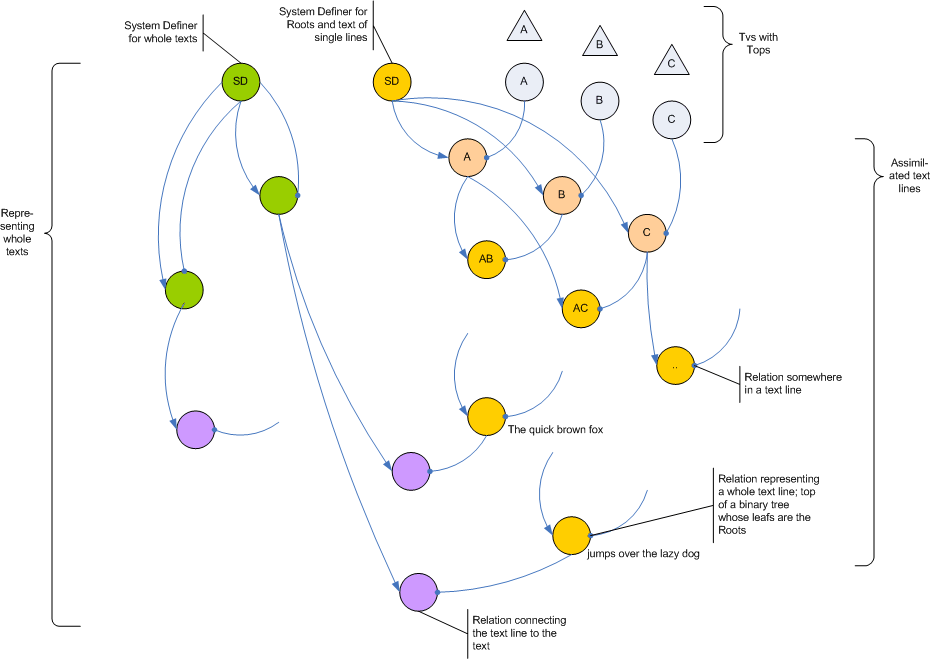 System Definer
for whole texts
System Definer for
Roots and text of
single lines
A
B
C
Tvs with
Tops
SD
SD
A
B
C
A
B
C
Assimil-
ated text
lines
Repre-
senting
whole
texts
AB
AC
..
Relation somewhere
in a text line
The quick brown fox
Relation representing
a whole text line; top
of a binary tree
whose leafs are the
Roots
jumps over the lazy dog
Relation connecting
the text line to the
text